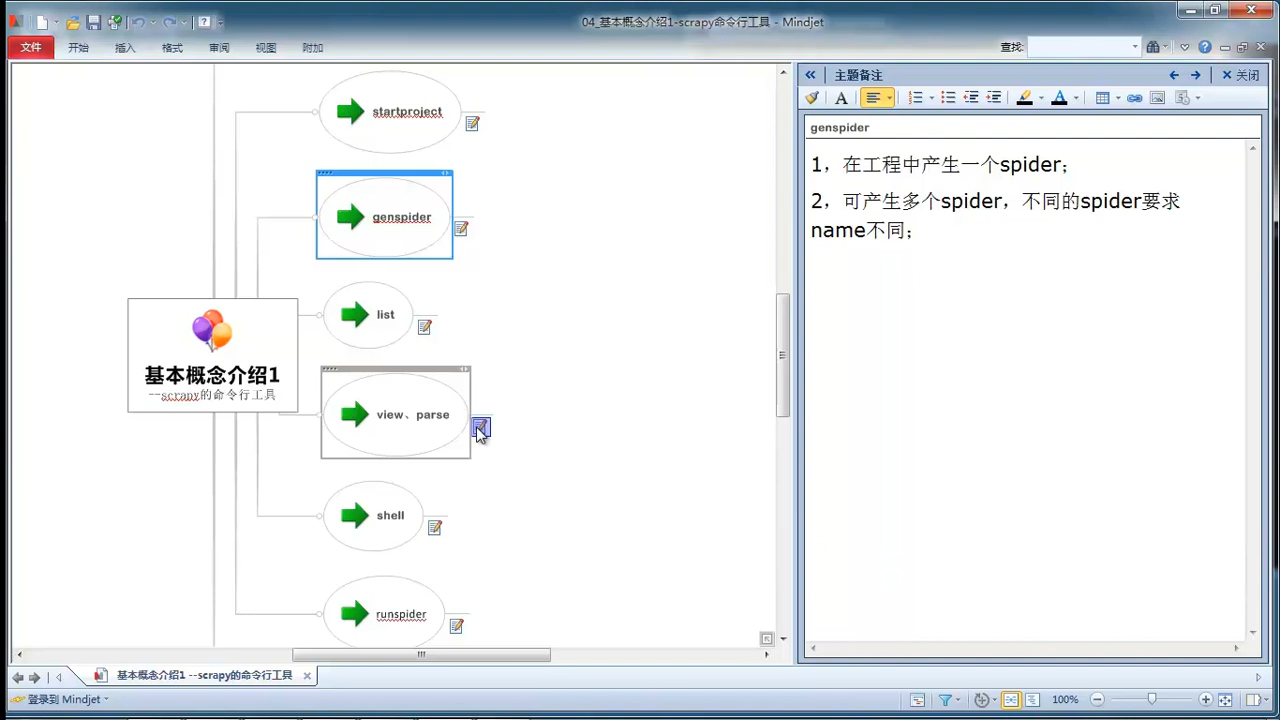 04_基本概念介绍1-scrapy命令行工具 - Mindjet
文件 开始 插入 格式 审阅 视图 附加 查找:
主题备注 关闭
genspider
1，在工程中产生一个spider；
2，可产生多个spider，不同的spider要求
name不同；
startproject
genspider
list
基本概念介绍1
--scrapy的命令行工具
view、parse
shell
runspider
基本概念介绍1 --scrapy的命令行工具
登录到 Mindjet 100%